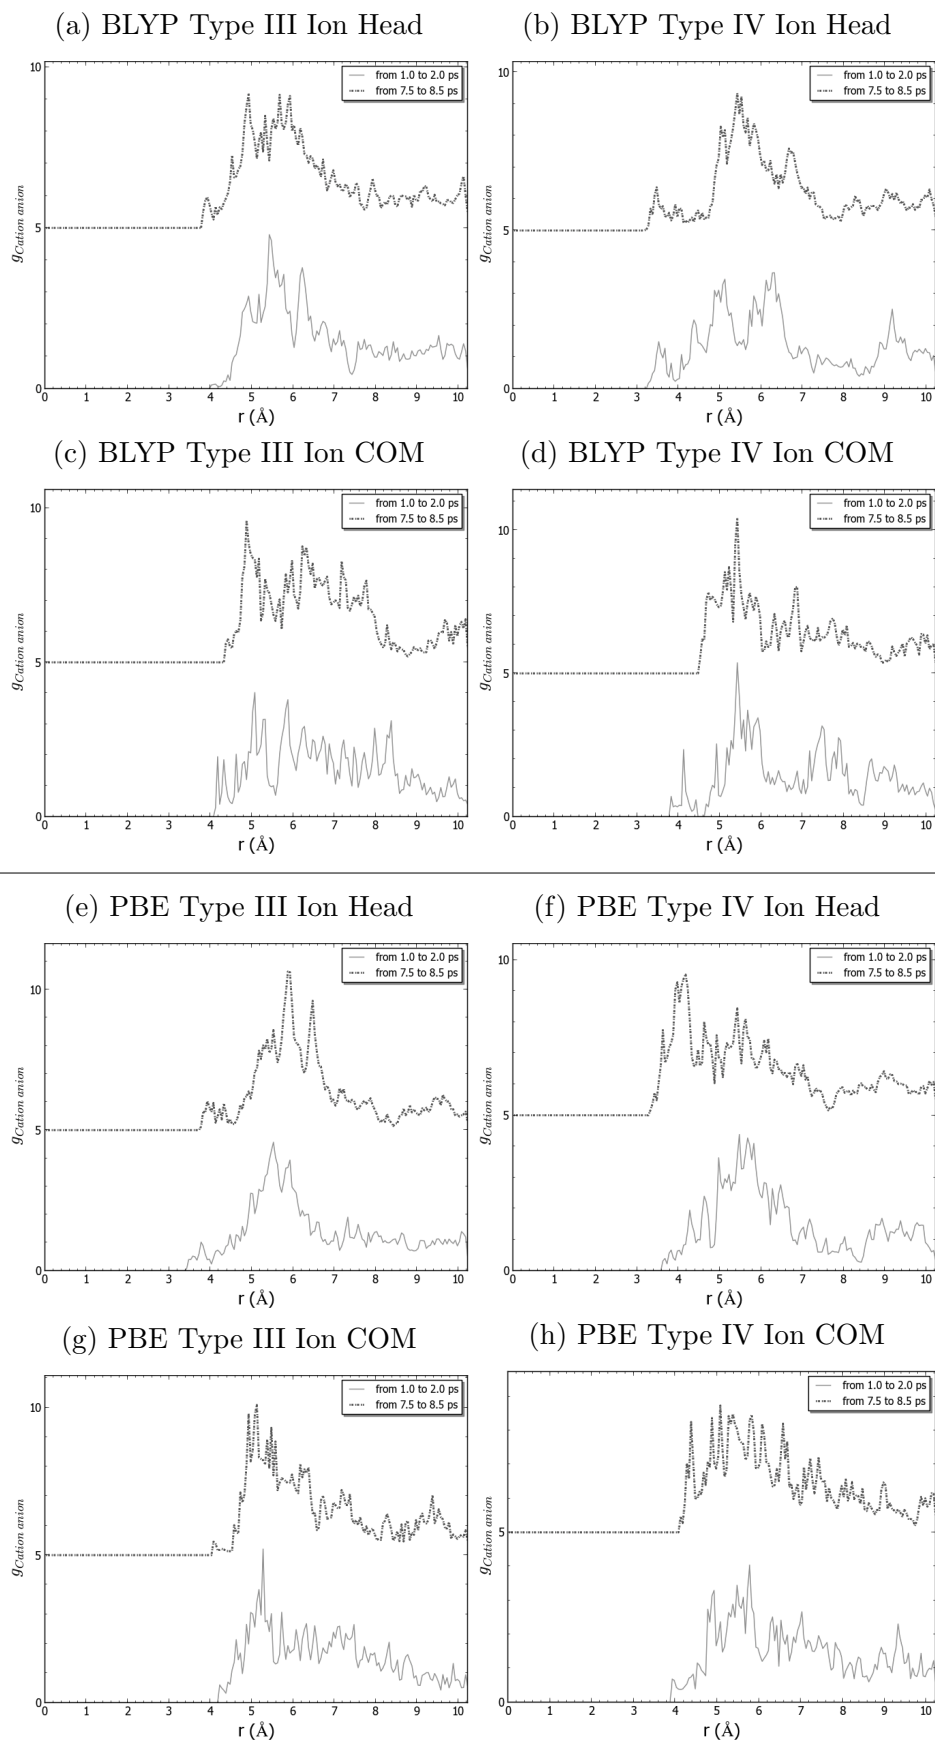 (a) BLYP Type III Ion Head
(b) BLYP Type IV Ion Head
10
5
0
g Cation anion
from 1.0 to 2.0 ps
from 7.5 to 8.5 ps
0 1 2 3 4 5 6 7 8 9 10
r (Å)
10
5
0
g Cation anion
from 1.0 to 2.0 ps
from 7.5 to 8.5 ps
0 1 2 3 4 5 6 7 8 9 10
r (Å)
(c) BLYP Type III Ion COM
(d) BLYP Type IV Ion COM
10
5
0
g Cation anion
from 1.0 to 2.0 ps
from 7.5 to 8.5 ps
0 1 2 3 4 5 6 7 8 9 10
r (Å)
10
5
0
g Cation anion
from 1.0 to 2.0 ps
from 7.5 to 8.5 ps
0 1 2 3 4 5 6 7 8 9 10
r (Å)
(e) PBE Type III Ion Head
(f) PBE Type IV Ion Head
10
5
0
g Cation anion
from 1.0 to 2.0 ps
from 7.5 to 8.5 ps
0 1 2 3 4 5 6 7 8 9 10
r (Å)
10
5
0
g Cation anion
from 1.0 to 2.0 ps
from 7.5 to 8.5 ps
0 1 2 3 4 5 6 7 8 9 10
r (Å)
(g) PBE Type III Ion COM
(h) PBE Type IV Ion COM
10
5
0
g Cation anion
from 1.0 to 2.0 ps
from 7.5 to 8.5 ps
0 1 2 3 4 5 6 7 8 9 10
r (Å)
5
0
g Cation anion
from 1.0 to 2.0 ps
from 7.5 to 8.5 ps
0 1 2 3 4 5 6 7 8 9 10
r (Å)